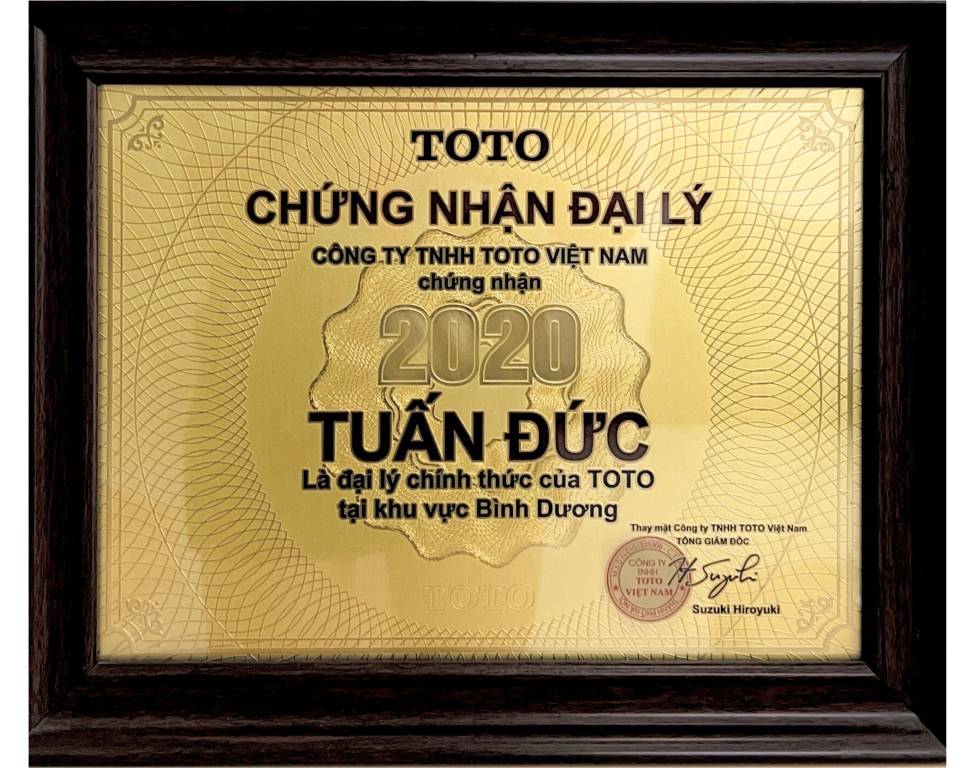 TOTO
CHỨNG NHẬN ĐẠI LÝ
CÔNG TY TNHH TOTO VIỆT NAM
chứng nhận
2020
TUẤN ĐỨC
Là đại lý chính thức của TOTO
tại khu vực Bình Dương
Thay mặt Công ty TNHH TOTO Việt Nam
TỔNG GIÁM ĐỐC
CÔNG TY
TNHH
TOTO
VIỆT NAM
H Suzuki
Suzuki Hiroyuki
TOTO